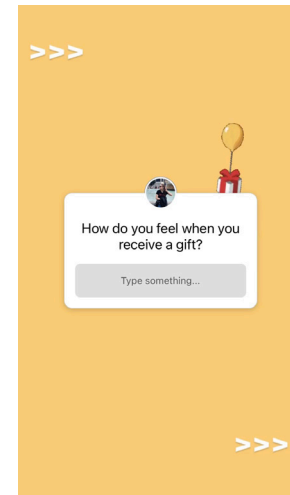 >>>
How do you feel when you
receive a gift?
Type something...
>>>